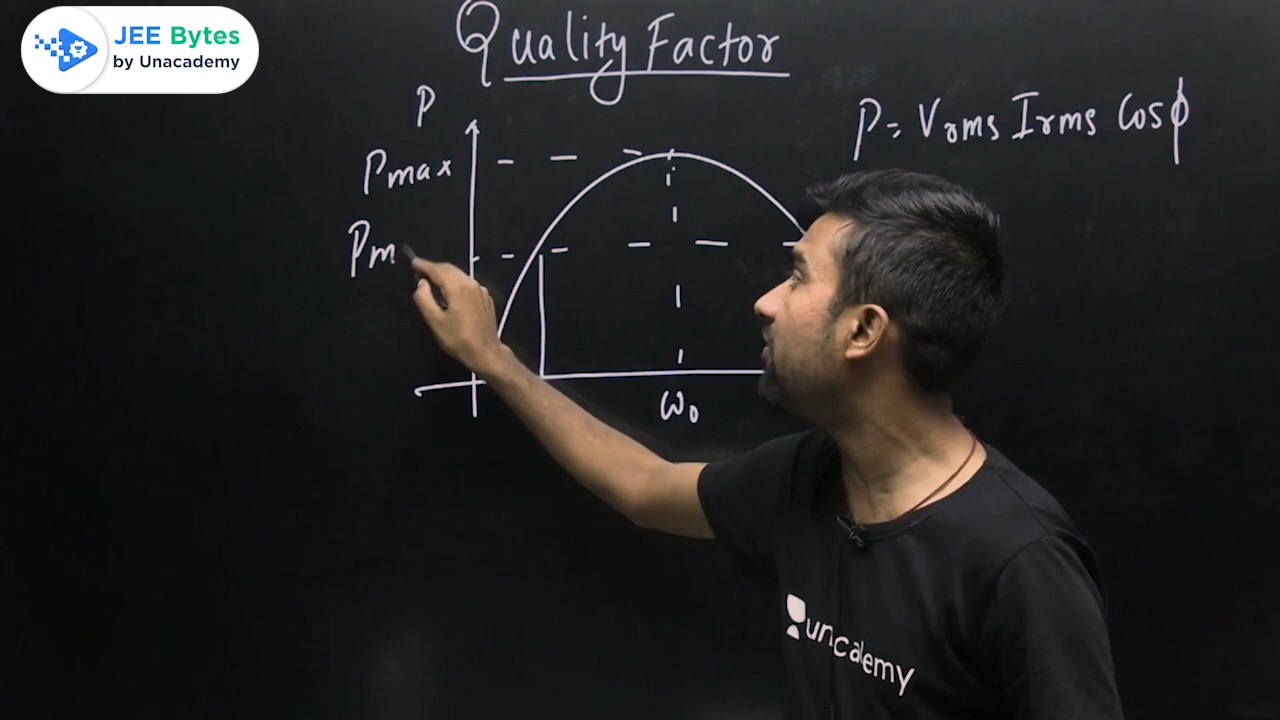 JEE Bytes
by Unacademy
Quality Factor
P
P = Vrms Irms Cosϕ
Pmax
Pm
ω₀
unacademy